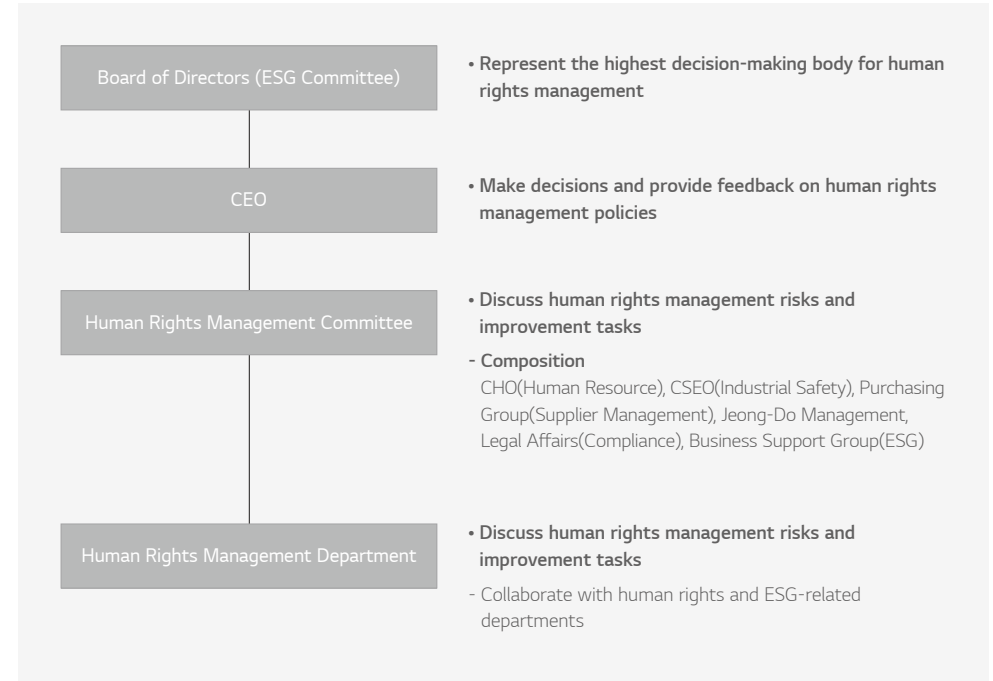 Board of Directors (ESG Committee)
• Represent the highest decision-making body for human
rights management
CEO
• Make decisions and provide feedback on human rights
management policies
Human Rights Management Committee
• Discuss human rights management risks and
improvement tasks
- Composition
CHO(Human Resource), CSEO(Industrial Safety), Purchasing
Group(Supplier Management), Jeong-Do Management,
Legal Affairs(Compliance), Business Support Group(ESG)
Human Rights Management Department
• Discuss human rights management risks and
improvement tasks
- Collaborate with human rights and ESG-related
departments